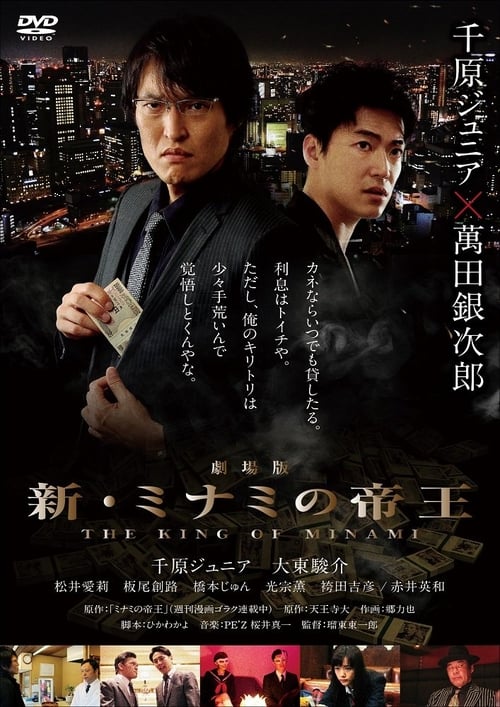 DVD
VIDEO
千原ジュニア×萬田銀次郎
カネならいつでも貸したる。
利息はトイチや。
ただし、俺のキリトリは
少々手荒いんで
覚悟しとくんやな。
劇場版
新・ミナミの帝王
THE KING OF MINAMI
千原ジュニア 大東駿介
松井愛莉 板尾創路 橋本じゅん 光宗薫 袴田吉彦/赤井英和
原作:「ミナミの帝王」(週刊漫画ゴラク連載中) 原作:天王寺大 作画:郷力也
脚本:ひかわかよ 音楽:PE'Z 桜井真一 監督:瑠東東一郎